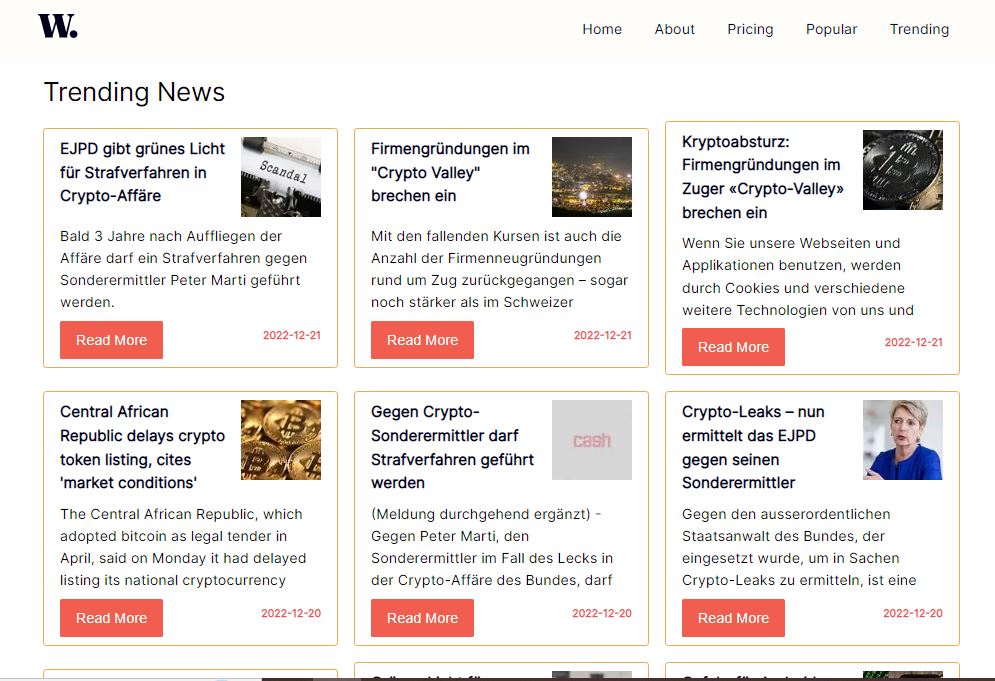 W.
Home About Pricing Popular Trending
Trending News
EJPD gibt grünes Licht
für Strafverfahren in
Crypto-Affäre
Scandal
Bald 3 Jahre nach Auffliegen der
Affäre darf ein Strafverfahren gegen
Sonderermittler Peter Marti geführt
werden.
Read More
2022-12-21
Firmengründungen im
"Crypto Valley"
brechen ein
Mit den fallenden Kursen ist auch die
Anzahl der Firmenneugründungen
rund um Zug zurückgegangen – sogar
noch stärker als im Schweizer
Read More
2022-12-21
Kryptoabsturz:
Firmengründungen im
Zuger «Crypto-Valley»
brechen ein
Wenn Sie unsere Webseiten und
Applikationen benutzen, werden
durch Cookies und verschiedene
weitere Technologien von uns und
Read More
2022-12-21
Central African
Republic delays crypto
token listing, cites
'market conditions'
The Central African Republic, which
adopted bitcoin as legal tender in
April, said on Monday it had delayed
listing its national cryptocurrency
Read More
2022-12-20
Gegen Crypto-
Sonderermittler darf
Strafverfahren geführt
werden
cash
(Meldung durchgehend ergänzt) -
Gegen Peter Marti, den
Sonderermittler im Fall des Lecks in
der Crypto-Affäre des Bundes, darf
Read More
2022-12-20
Crypto-Leaks – nun
ermittelt das EJPD
gegen seinen
Sonderermittler
Gegen den ausserordentlichen
Staatsanwalt des Bundes, der
eingesetzt wurde, um in Sachen
Crypto-Leaks zu ermitteln, ist eine
Read More
2022-12-20